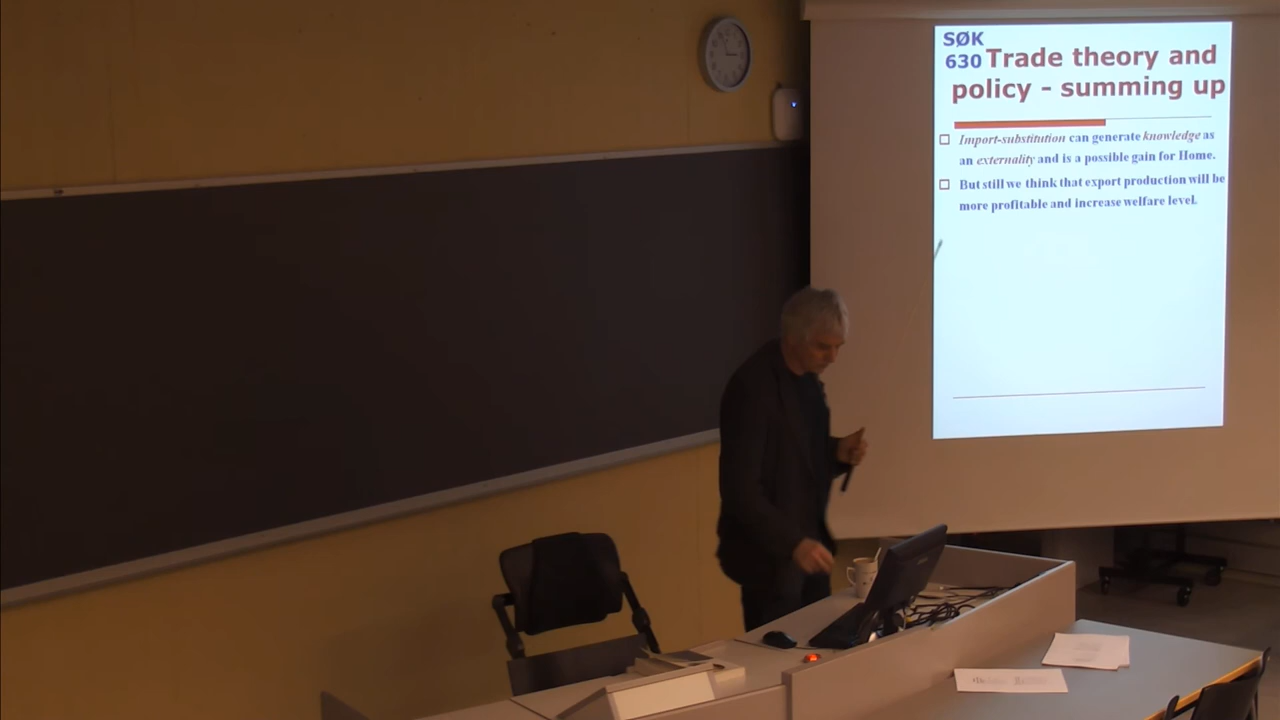 SØK
630 Trade theory and
policy - summing up
Import-substitution can generate knowledge as
an externality and is a possible gain for Home.
But still we think that export production will be
more profitable and increase welfare level.